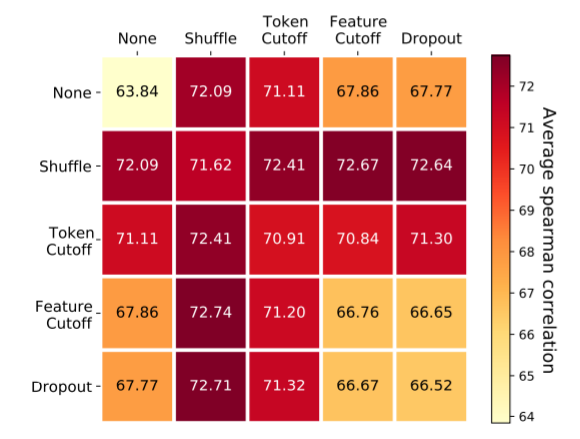 Token Feature
None Shuffle Cutoff Cutoff Dropout
None 63.84 72.09 71.11 67.86 67.77
Shuffle 72.09 71.62 72.41 72.67 72.64
Token
Cutoff 71.11 72.41 70.91 70.84 71.30
Feature
Cutoff 67.86 72.74 71.20 66.76 66.65
Dropout 67.77 72.71 71.32 66.67 66.52
72
71
70
69
68
67
66
65
64
Average spearman correlation